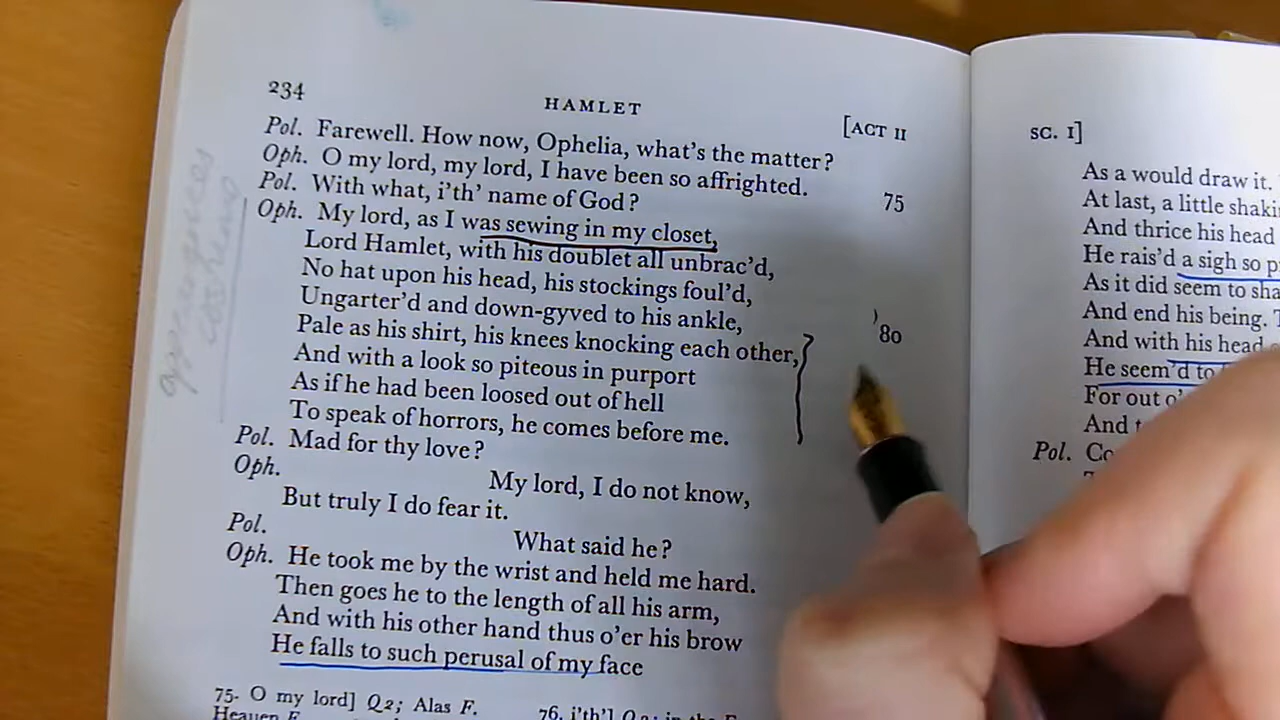 234
HAMLET
[ACT II
Pol. Farewell. How now, Ophelia, what's the matter?
Oph. O my lord, my lord, I have been so affrighted.
Pol. With what, i'th' name of God?
75
Oph. My lord, as I was sewing in my closet,
Lord Hamlet, with his doublet all unbrac'd,
No hat upon his head, his stockings foul'd,
Ungarter'd and down-gyved to his ankle,
Pale as his shirt, his knees knocking each other,
80
And with a look so piteous in purport
As if he had been loosed out of hell
To speak of horrors, he comes before me.
Pol. Mad for thy love?
Oph. My lord, I do not know,
But truly I do fear it.
Pol. What said he?
Oph. He took me by the wrist and held me hard.
Then goes he to the length of all his arm,
And with his other hand thus o'er his brow
He falls to such perusal of my face
75. O my lord] Q2; Alas F.
76. i'th'] Q2; in the F
Heauen F.
appearances
SC. I]
As a would draw it.
At last, a little
And thrice his head
He rais'd a sigh so
As it did seem to
And end his being.
And with his head
He seem'd to
For out
And
Pol.